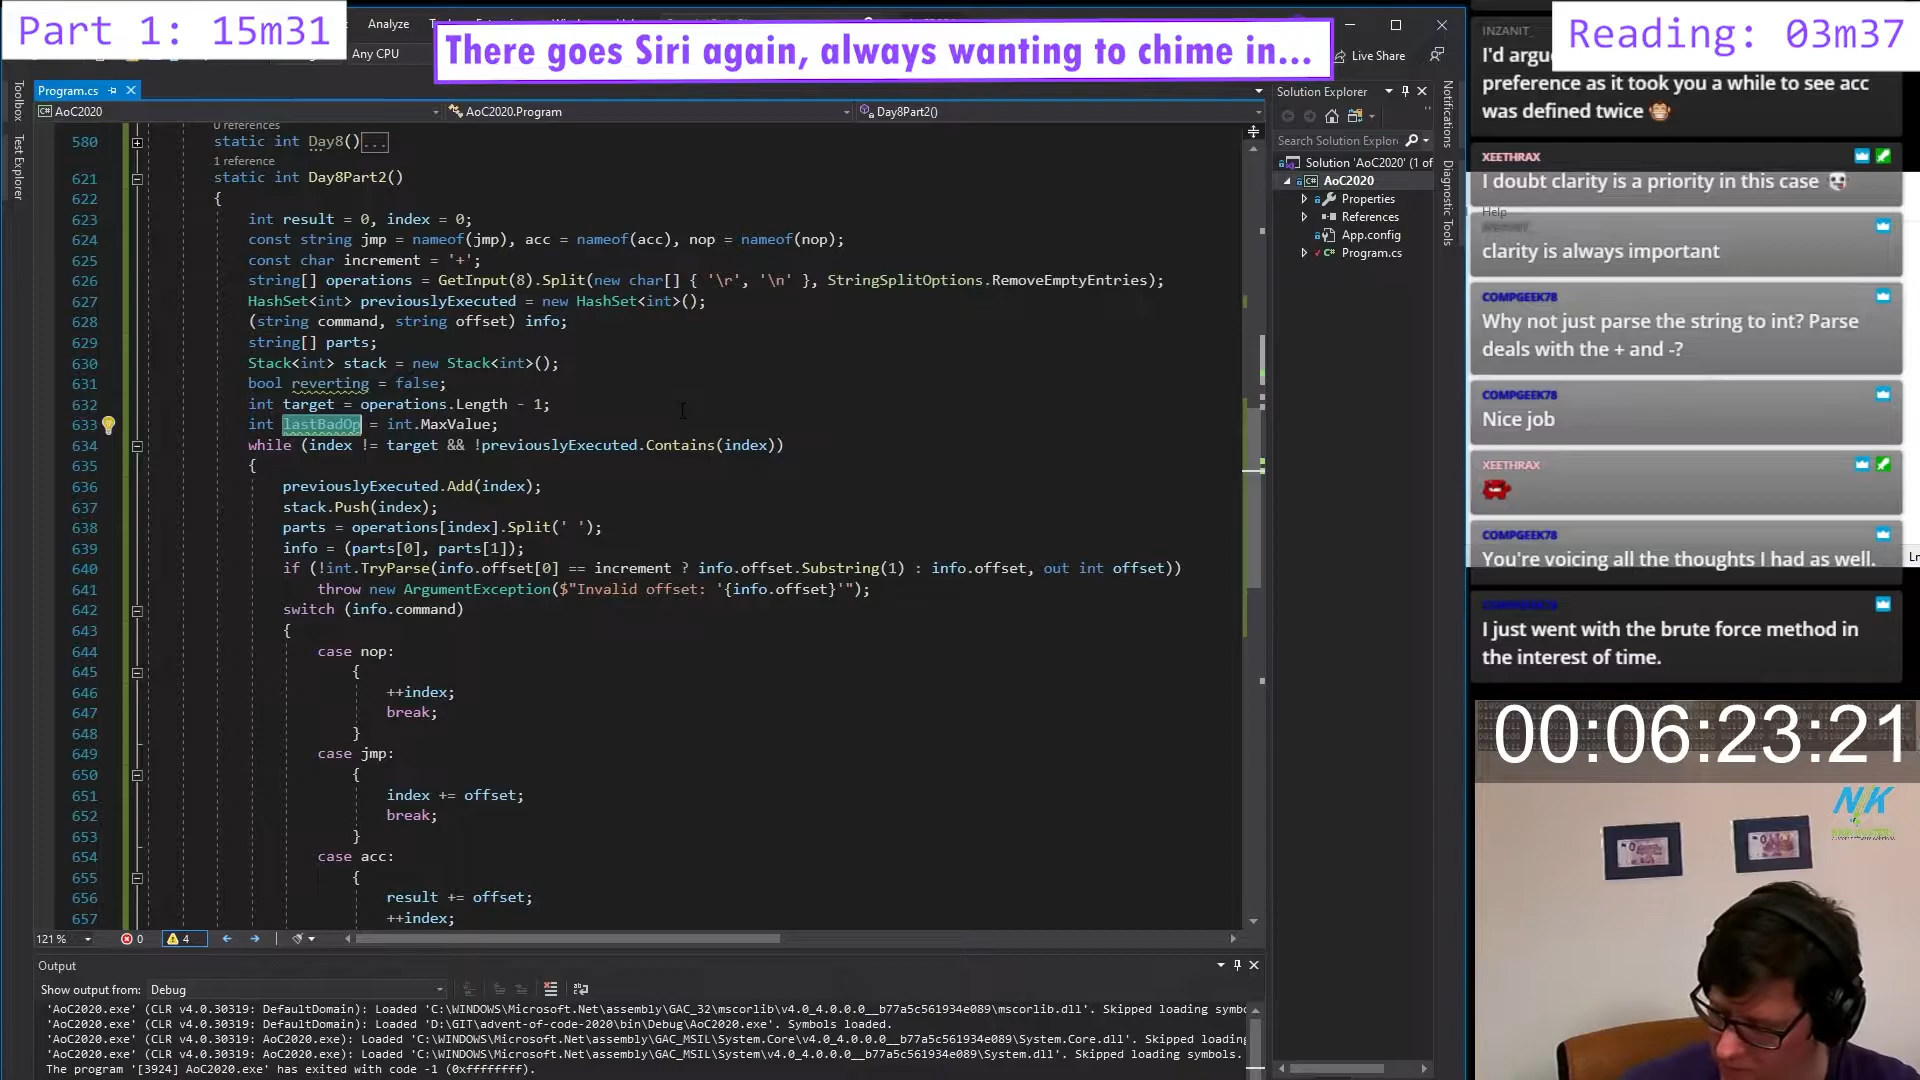 Part 1: 15m31
Analyze
Any CPU
There goes Siri again, always wanting to chime in...
Live Share
Reading: 03m37
Program.cs
AoC2020
AoC2020.Program
Day8Part2()
Toolbox
Test Explorer
0 references
580 static int Day8()...
1 reference
621 static int Day8Part2()
622 {
623 int result = 0, index = 0;
624 const string jmp = nameof(jmp), acc = nameof(acc), nop = nameof(nop);
625 const char increment = '+';
626 string[] operations = GetInput(8).Split(new char[] { '\r', '\n' }, StringSplitOptions.RemoveEmptyEntries);
627 HashSet<int> previouslyExecuted = new HashSet<int>();
628 (string command, string offset) info;
629 string[] parts;
630 Stack<int> stack = new Stack<int>();
631 bool reverting = false;
632 int target = operations.Length - 1;
633 int lastBadOp = int.MaxValue;
634 while (index != target && !previouslyExecuted.Contains(index))
635 {
636 previouslyExecuted.Add(index);
637 stack.Push(index);
638 parts = operations[index].Split(' ');
639 info = (parts[0], parts[1]);
640 if (!int.TryParse(info.offset[0] == increment ? info.offset.Substring(1) : info.offset, out int offset))
641 throw new ArgumentException($"Invalid offset: '{info.offset}'");
642 switch (info.command)
643 {
644 case nop:
645 {
646 ++index;
647 break;
648 }
649 case jmp:
650 {
651 index += offset;
652 break;
653 }
654 case acc:
655 {
656 result += offset;
657 ++index;
121 %
0
4
Output
Show output from: Debug
'AoC2020.exe' (CLR v4.0.30319: DefaultDomain): Loaded 'C:\WINDOWS\Microsoft.Net\assembly\GAC_32\mscorlib\v4.0_4.0.0.0__b77a5c561934e089\mscorlib.dll'. Skipped loading symbo
'AoC2020.exe' (CLR v4.0.30319: DefaultDomain): Loaded 'D:\GIT\advent-of-code-2020\bin\Debug\AoC2020.exe'. Symbols loaded.
'AoC2020.exe' (CLR v4.0.30319: AoC2020.exe): Loaded 'C:\WINDOWS\Microsoft.Net\assembly\GAC_MSIL\System.Core\v4.0_4.0.0.0__b77a5c561934e089\System.Core.dll'. Skipped loading
'AoC2020.exe' (CLR v4.0.30319: AoC2020.exe): Loaded 'C:\WINDOWS\Microsoft.Net\assembly\GAC_MSIL\System\v4.0_4.0.0.0__b77a5c561934e089\System.dll'. Skipped loading symbols.
The program '[3924] AoC2020.exe' has exited with code -1 (0xffffffff).
Solution Explorer
Search Solution Explor
Solution 'AoC2020' (1 of
AoC2020
Properties
References
App.config
Program.cs
Notifications
Diagnostic Tools
INZANIT_
I'd argue
preference as it took you a while to see acc
was defined twice
XEETHRAX
I doubt clarity is a priority in this case
Help
clarity is always important
COMPGEEK78
Why not just parse the string to int? Parse
deals with the + and -?
COMPGEEK78
Nice job
XEETHRAX
COMPGEEK78
You're voicing all the thoughts I had as well.
Ln
COMPGEEK78
I just went with the brute force method in
the interest of time.
00:06:23:21
NK